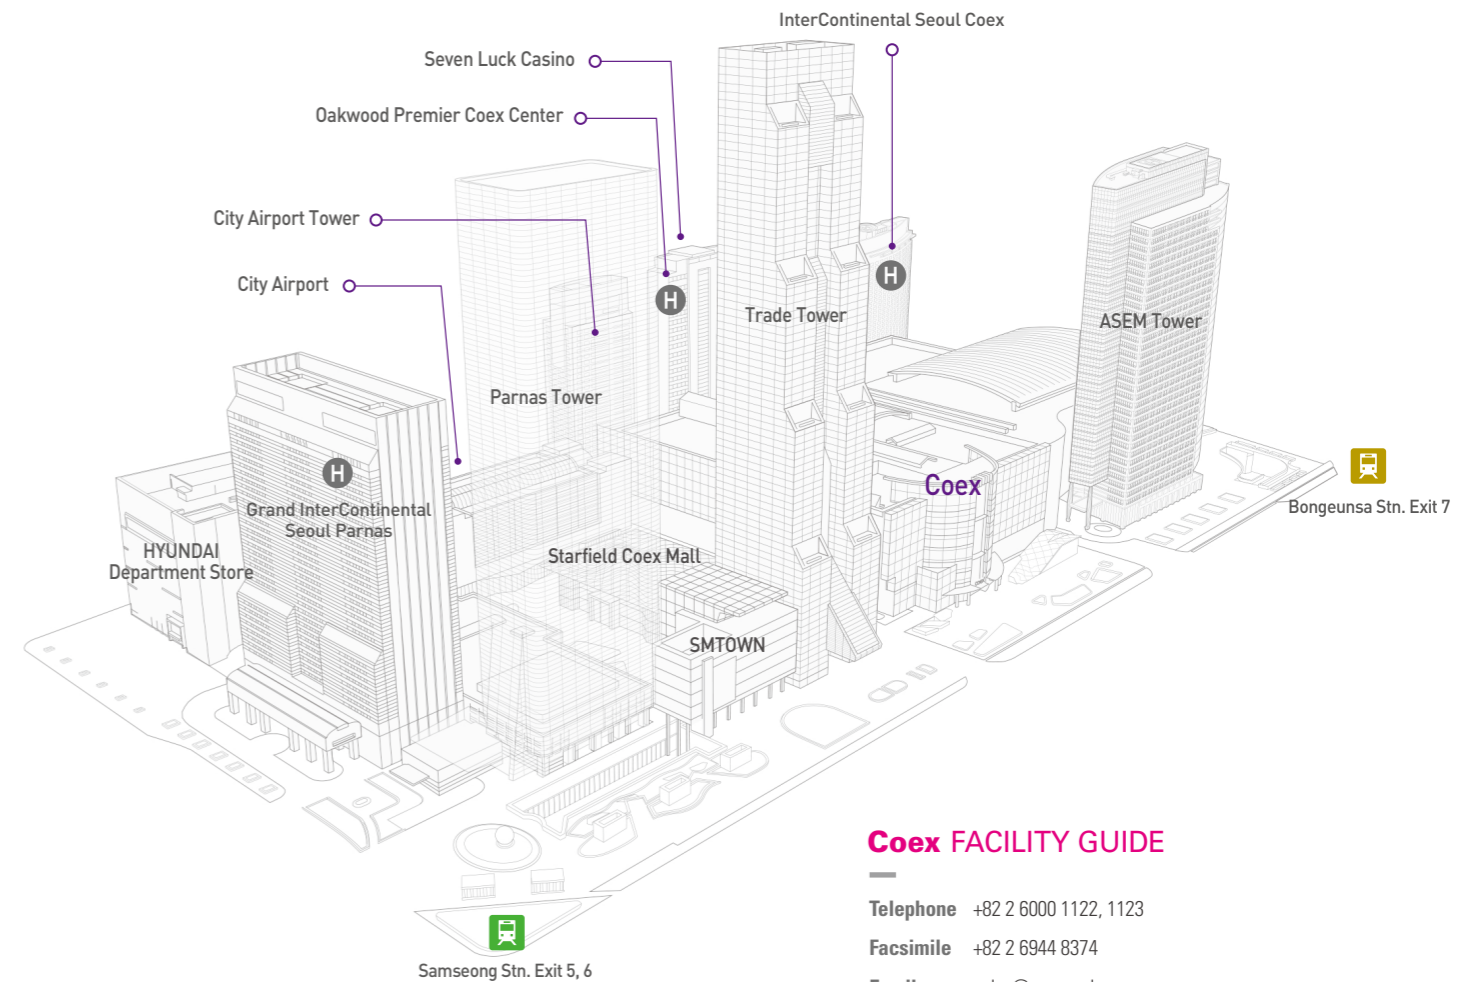 InterContinental Seoul Coex
Seven Luck Casino
Oakwood Premier Coex Center
City Airport Tower
City Airport
H
H
Trade Tower
ASEM Tower
Parnas Tower
H
Grand InterContinental
Seoul Parnas
Coex
Bongeunsa Stn. Exit 7
HYUNDAI
Department Store
Starfield Coex Mall
SMTOWN
Coex FACILITY GUIDE
Telephone +82 2 6000 1122, 1123
Facsimile +82 2 6944 8374
Samseong Stn. Exit 5, 6